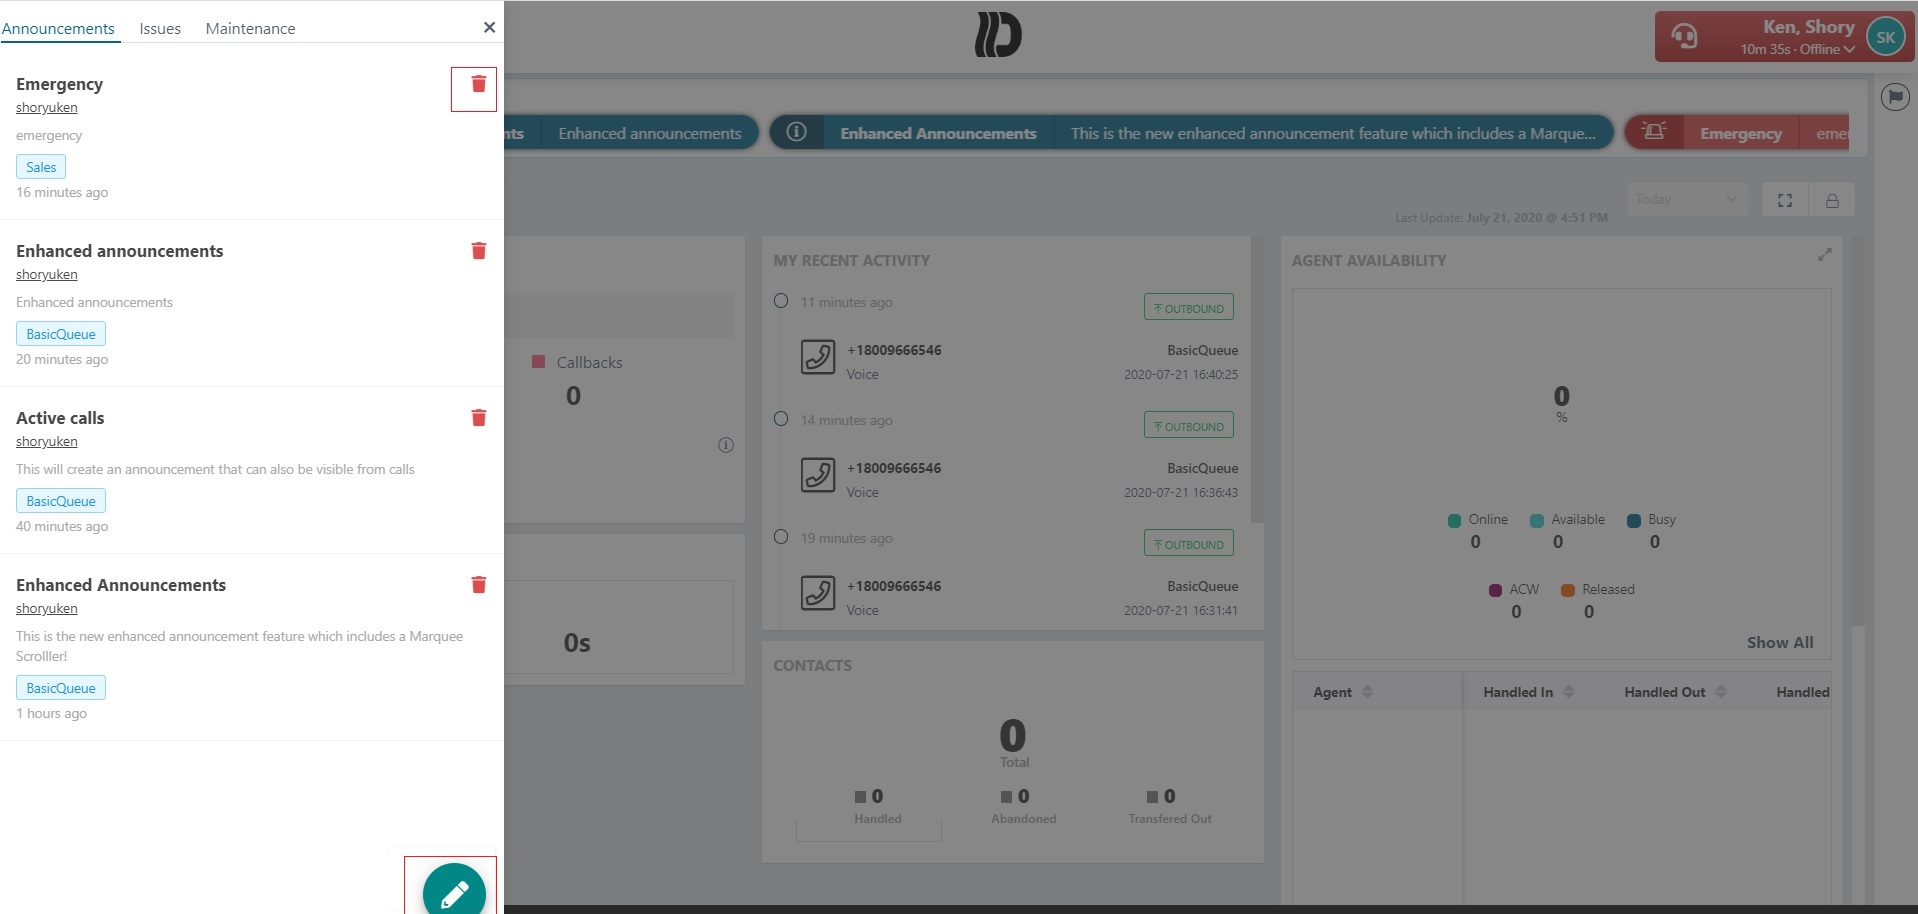 Announcements Issues Maintenance
Emergency
shoryuken
emergency
Sales
16 minutes ago
Enhanced announcements
shoryuken
Enhanced announcements
BasicQueue
20 minutes ago
Active calls
shoryuken
This will create an announcement that can also be visible from calls
BasicQueue
40 minutes ago
Enhanced Announcements
shoryuken
This is the new enhanced announcement feature which includes a Marquee
Scrolller!
BasicQueue
1 hours ago
Ken, Shory
10m 35s · Offline
SK
nts Enhanced announcements Enhanced Announcements This is the new enhanced announcement feature which includes a Marquee... Emergency emer
Today
Last Update: July 21, 2020 @ 4:51 PM
Callbacks
0
0s
MY RECENT ACTIVITY
11 minutes ago OUTBOUND
+18009666546 BasicQueue
Voice 2020-07-21 16:40:25
14 minutes ago OUTBOUND
+18009666546 BasicQueue
Voice 2020-07-21 16:36:43
19 minutes ago OUTBOUND
+18009666546 BasicQueue
Voice 2020-07-21 16:31:41
CONTACTS
0
Total
0 0 0
Handled Abandoned Transfered Out
AGENT AVAILABILITY
0
%
Online Available Busy
0 0 0
ACW Released
0 0
Show All
Agent Handled In Handled Out Handled